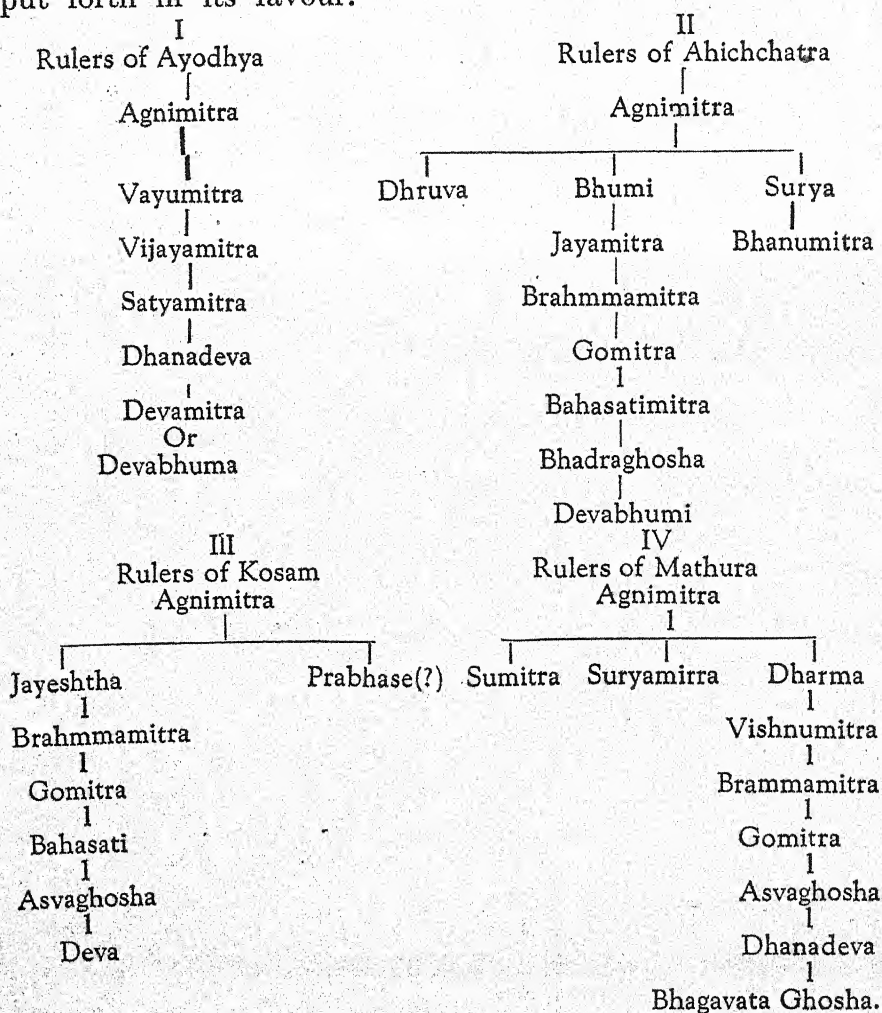 put forth in its favour.
I
Rulers of Ayodhya
Agnimitra
Vayumitra
Vijayamitra
Satyamitra
Dhanadeva
Devamitra
Or
Devabhuma
II
Rulers of Ahichchatra
Agnimitra
Dhruva Bhumi Surya
Jayamitra Bhanumitra
Brahmmamitra
Gomitra
Bahasatimitra
Bhadraghosha
Devabhumi
III
Rulers of Kosam
Agnimitra
Jayeshtha Prabhase(?)
Brahmmamitra
Gomitra
Bahasati
Asvaghosha
Deva
IV
Rulers of Mathura
Agnimitra
Sumitra Suryamirra Dharma
Vishnumitra
Brammamitra
Gomitra
Asvaghosha
Dhanadeva
Bhagavata Ghosha.